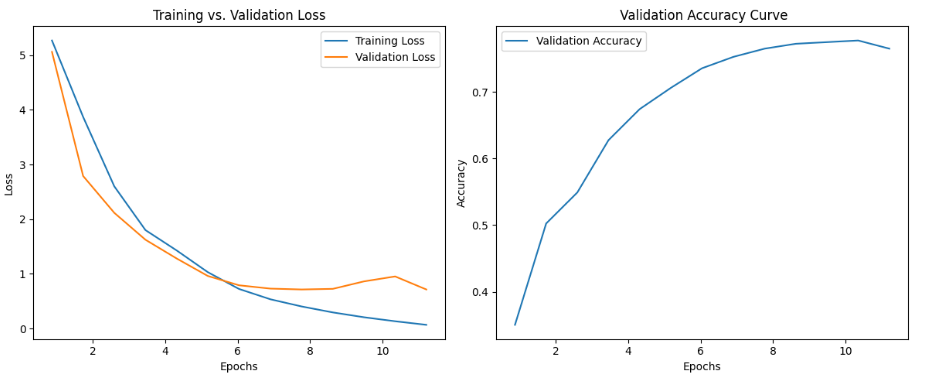 Training vs. Validation Loss
Training Loss
Validation Loss
5
4
3
2
1
0
Loss
2 4 6 8 10
Epochs
Validation Accuracy Curve
Validation Accuracy
0.7
0.6
0.5
0.4
Accuracy
2 4 6 8 10
Epochs